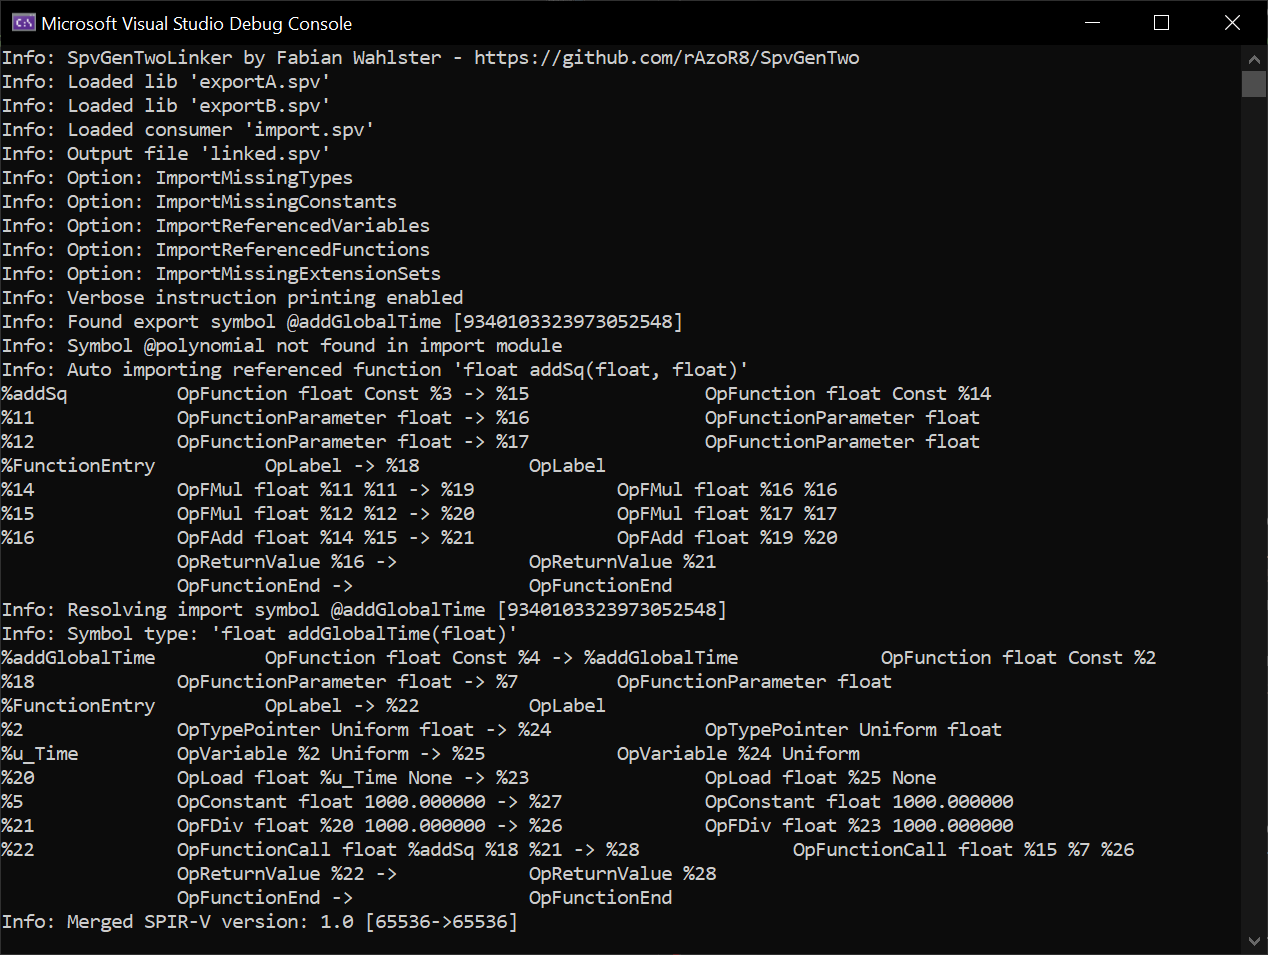 Microsoft Visual Studio Debug Console
Info: SpvGenTwoLinker by Fabian Wahlster - https://github.com/rAzoR8/SpvGenTwo
Info: Loaded lib 'exportA.spv'
Info: Loaded lib 'exportB.spv'
Info: Loaded consumer 'import.spv'
Info: Output file 'linked.spv'
Info: Option: ImportMissingTypes
Info: Option: ImportMissingConstants
Info: Option: ImportReferencedVariables
Info: Option: ImportReferencedFunctions
Info: Option: ImportMissingExtensionSets
Info: Verbose instruction printing enabled
Info: Found export symbol @addGlobalTime [9340103323973052548]
Info: Symbol @polynomial not found in import module
Info: Auto importing referenced function 'float addSq(float, float)'
%addSq          OpFunction float Const %3 -> %15                OpFunction float Const %14
%11             OpFunctionParameter float -> %16                OpFunctionParameter float
%12             OpFunctionParameter float -> %17                OpFunctionParameter float
%FunctionEntry          OpLabel -> %18          OpLabel
%14             OpFMul float %11 %11 -> %19             OpFMul float %16 %16
%15             OpFMul float %12 %12 -> %20             OpFMul float %17 %17
%16             OpFAdd float %14 %15 -> %21             OpFAdd float %19 %20
                OpReturnValue %16 ->            OpReturnValue %21
                OpFunctionEnd ->                OpFunctionEnd
Info: Resolving import symbol @addGlobalTime [9340103323973052548]
Info: Symbol type: 'float addGlobalTime(float)'
%addGlobalTime          OpFunction float Const %4 -> %addGlobalTime             OpFunction float Const %2
%18             OpFunctionParameter float -> %7         OpFunctionParameter float
%FunctionEntry          OpLabel -> %22          OpLabel
%2              OpTypePointer Uniform float -> %24              OpTypePointer Uniform float
%u_Time         OpVariable %2 Uniform -> %25            OpVariable %24 Uniform
%20             OpLoad float %u_Time None -> %23                OpLoad float %25 None
%5              OpConstant float 1000.000000 -> %27             OpConstant float 1000.000000
%21             OpFDiv float %20 1000.000000 -> %26             OpFDiv float %23 1000.000000
%22             OpFunctionCall float %addSq %18 %21 -> %28              OpFunctionCall float %15 %7 %26
                OpReturnValue %22 ->            OpReturnValue %28
                OpFunctionEnd ->                OpFunctionEnd
Info: Merged SPIR-V version: 1.0 [65536->65536]